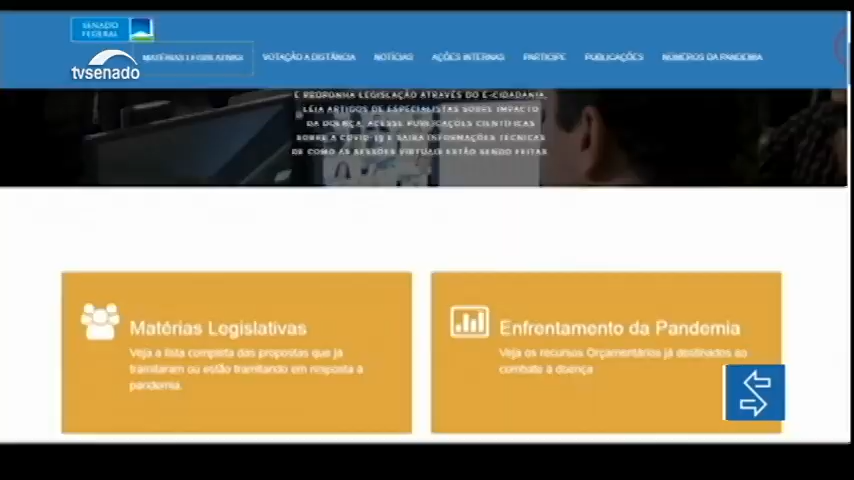 SENADO
FEDERAL
tvsenado
MATÉRIAS LEGISLATIVAS
VOTAÇÃO A DISTÂNCIA
NOTÍCIAS
AÇÕES INTERNAS
PARTICIPE
PUBLICAÇÕES
NÚMEROS DA PANDEMIA
E PROPONHA LEGISLAÇÃO ATRAVÉS DO E-CIDADANIA,
LEIA ARTIGOS DE ESPECIALISTAS SOBRE IMPACTO
DA DOENÇA, ACESSE PUBLICAÇÕES CIENTÍFICAS
SOBRE A COVID-19 E SAIBA INFORMAÇÕES TÉCNICAS
DE COMO AS SESSÕES VIRTUAIS ESTÃO SENDO FEITAS
Matérias Legislativas
Veja a lista completa das propostas que já
tramitaram ou estão tramitando em resposta à
pandemia.
Enfrentamento da Pandemia
Veja os recursos Orçamentários já destinados ao
combate à doença